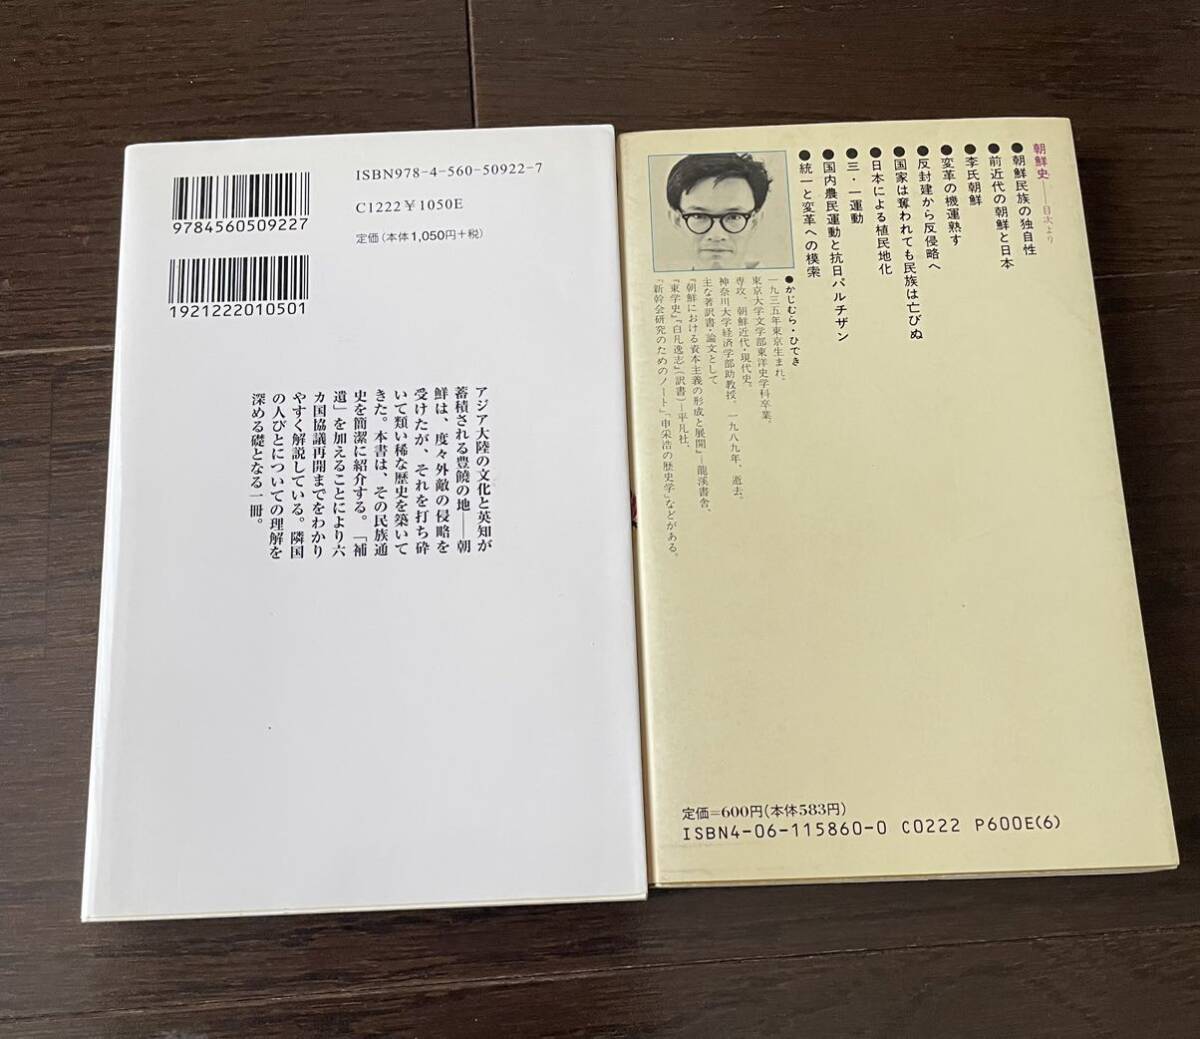 ISBN978-4-560-50922-7
C1222 ¥1050E
定価(本体1,050円+税)
9784560509227
1921222010501
アジア大陸の文化と英知が
蓄積される豊饒の地――朝
鮮は、度々外敵の侵略を
受けたが、それを打ち砕
いて類い稀な歴史を築いて
きた。本書は、その民族通
史を簡潔に紹介する。「補
遺」を加えることにより六
カ国協議再開までをわかり
やすく解説している。隣国
の人びとについての理解を
深める礎となる一冊。
朝鮮史――目次より
●朝鮮民族の独自性
●前近代の朝鮮と日本
●李氏朝鮮
●変革の機運熟す
●反封建から反侵略へ
●国家は奪われても民族は亡びぬ
●日本による植民地化
●三・一運動
●国内農民運動と抗日パルチザン
●統一と変革への模索
●かじむら・ひでき
一九三五年東京生まれ。
東京大学文学部東洋史学科卒業。
専攻、朝鮮近代・現代史。
神奈川大学経済学部助教授。一九八九年、逝去。
主な著訳書・論文として
『朝鮮における資本主義の形成と展開』―龍溪書舎、
『東学史』『白凡逸志』(訳書)―平凡社、
「新幹会研究のためのノート」「申采浩の歴史学」などがある。
定価=600円(本体583円)
ISBN4-06-115860-0 C0222 P600E(6)